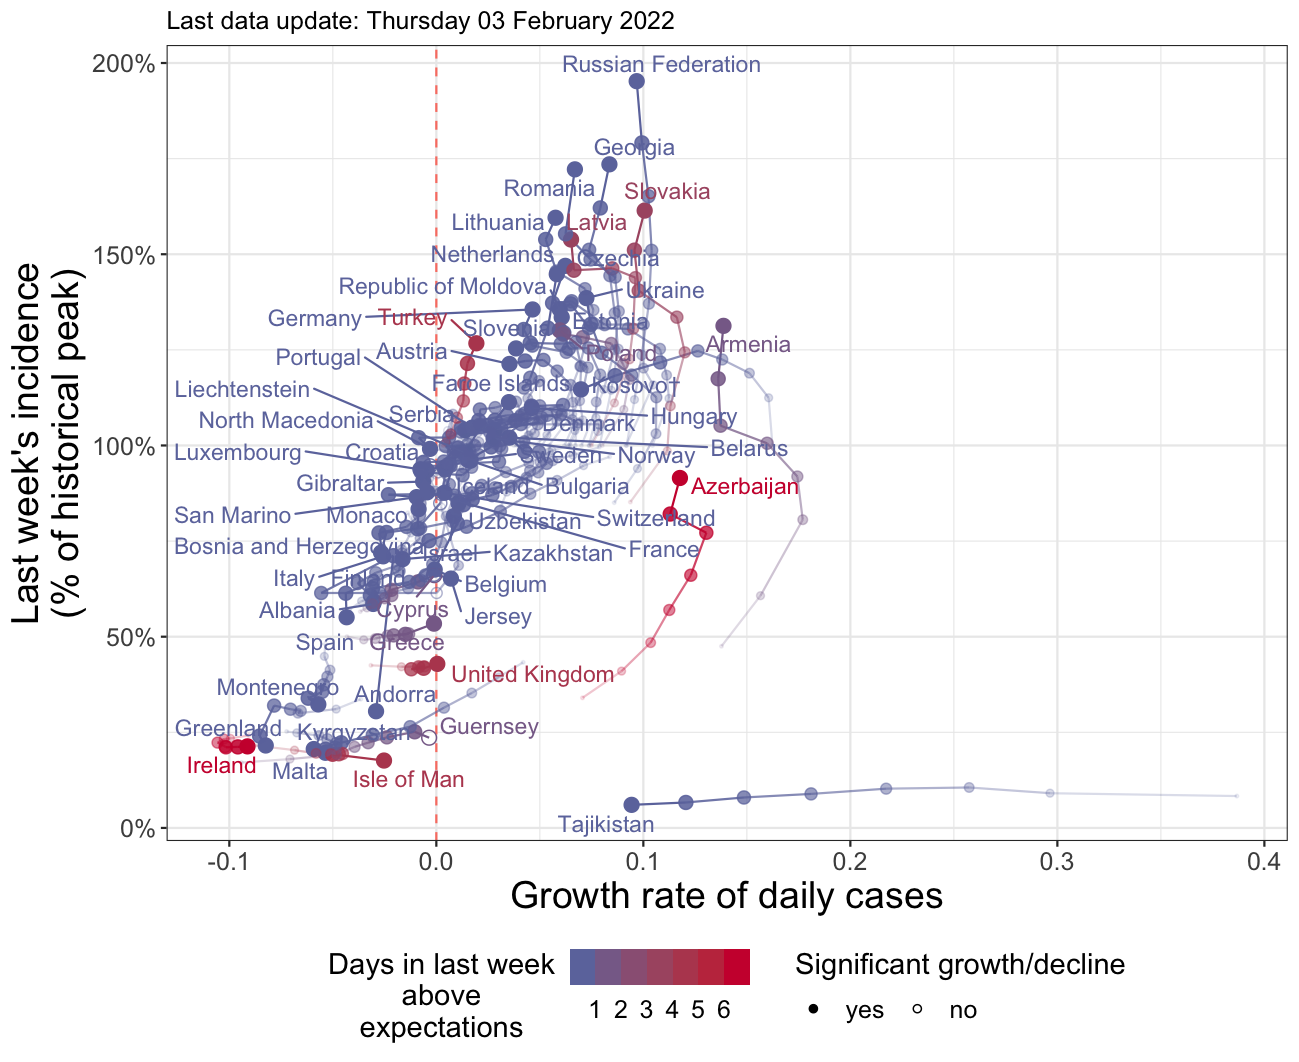 Last data update: Thursday 03 February 2022
Last week's incidence
(% of historical peak)
200%
150%
100%
50%
0%
Russian Federation
Georgia
Romania
Slovakia
Lithuania
Latvia
Netherlands
Czechia
Republic of Moldova
Ukraine
Germany
Turkey
Slovenia
Estonia
Portugal
Austria
Poland
Armenia
Liechtenstein
Faroe Islands
Kosovo†
North Macedonia
Serbia
Denmark
Hungary
Luxembourg
Croatia
Sweden
Norway
Belarus
Gibraltar
Iceland
Bulgaria
Azerbaijan
San Marino
Monaco
Uzbekistan
Switzerland
Bosnia and Herzegovina
Israel
Kazakhstan
France
Italy
Finland
Belgium
Albania
Cyprus
Jersey
Spain
Greece
United Kingdom
Montenegro
Andorra
Greenland
Kyrgyzstan
Guernsey
Ireland
Malta
Isle of Man
Tajikistan
-0.1 0.0 0.1 0.2 0.3 0.4
Growth rate of daily cases
Days in last week
above
expectations
1 2 3 4 5 6
Significant growth/decline
yes no